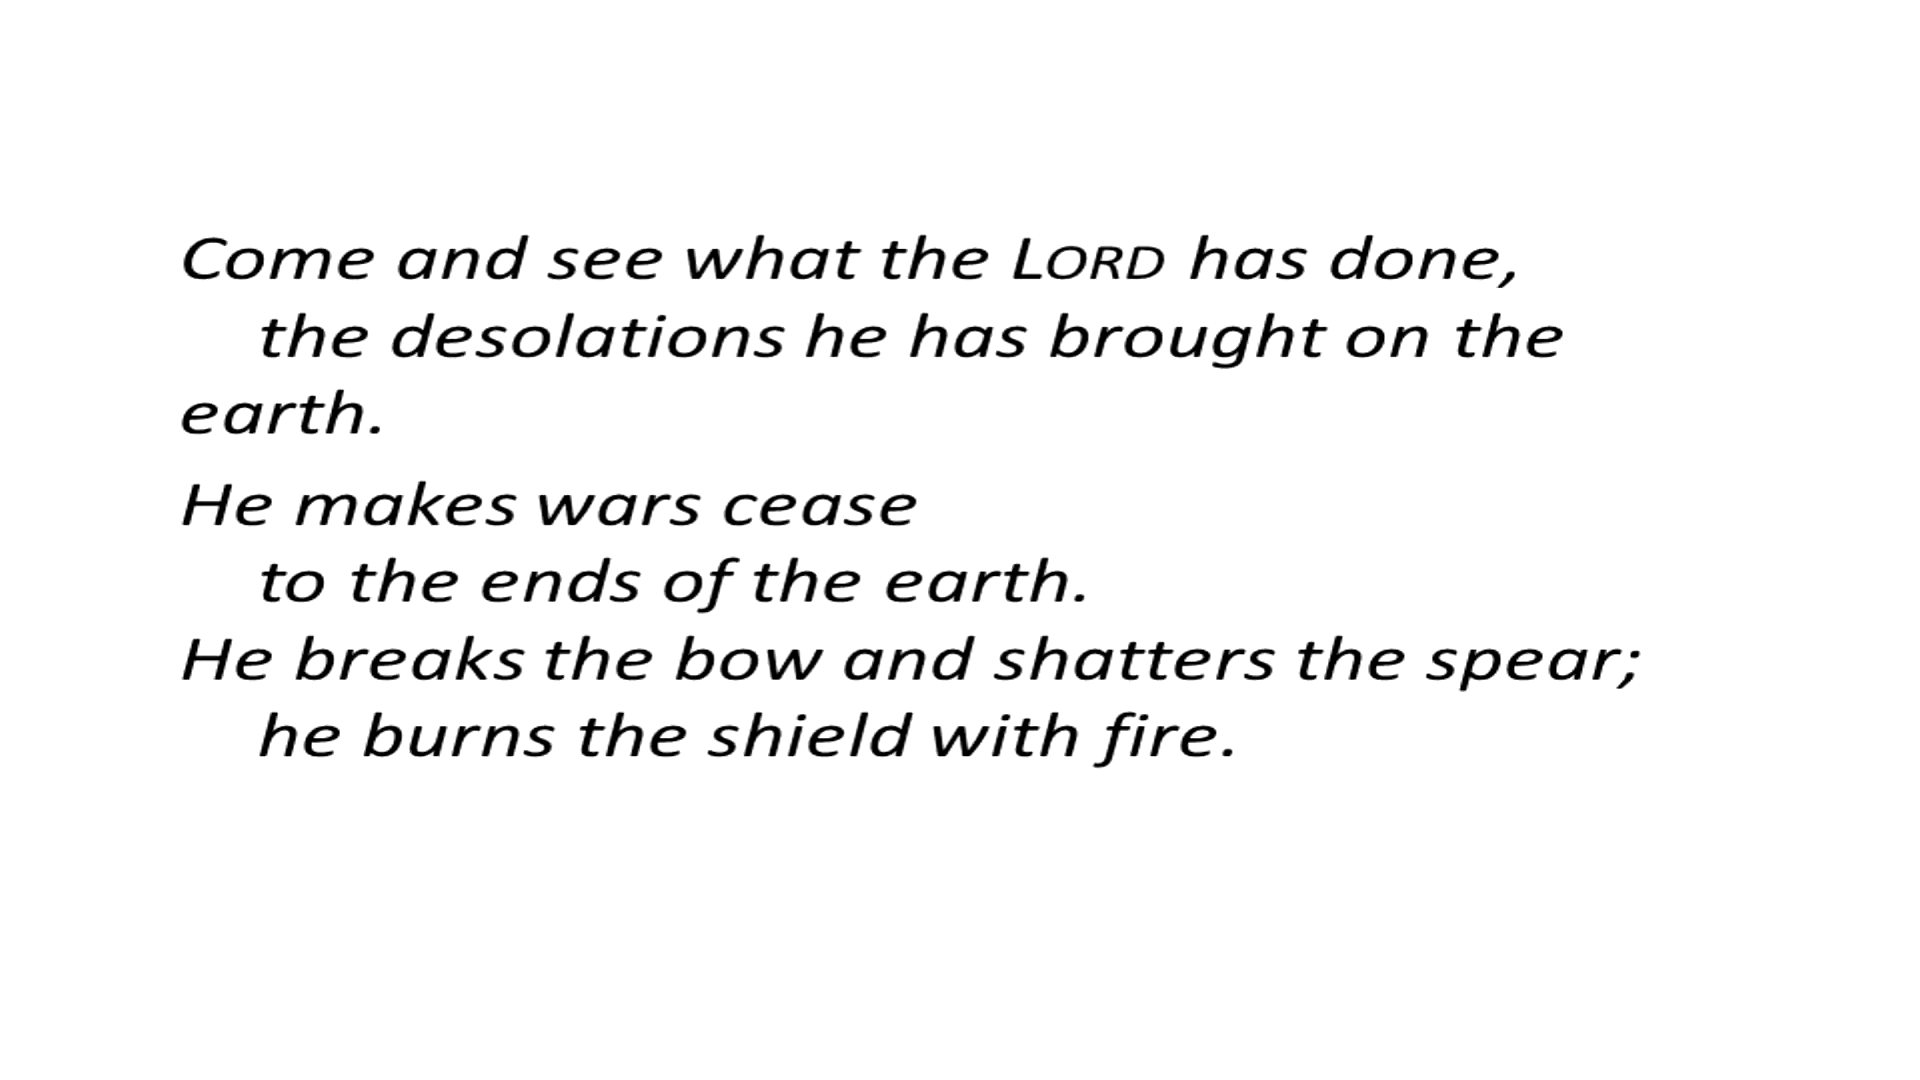 Come and see what the LORD has done,
the desolations he has brought on the
earth.
He makes wars cease
to the ends of the earth.
He breaks the bow and shatters the spear;
he burns the shield with fire.